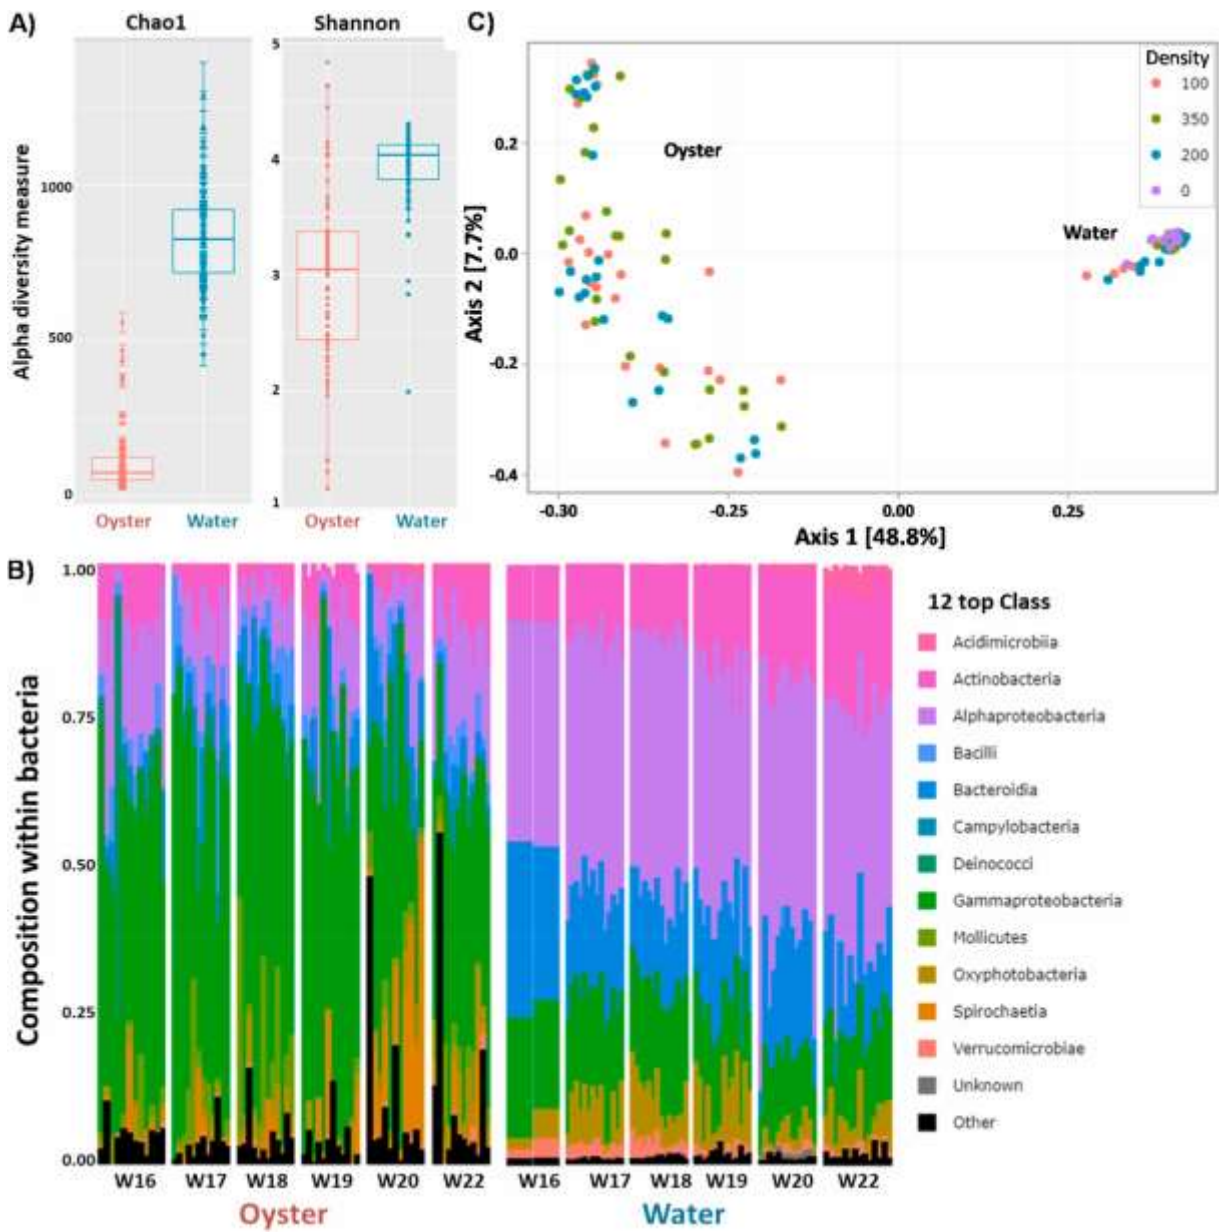 A)
Chao1
Shannon
Alpha diversity measure
1000
500
0
5
4
3
2
1
Oyster
Water
Oyster
Water
C)
Density
100
350
200
0
Oyster
Water
Axis 2 [7.7%]
0.2
0.0
-0.2
-0.4
-0.30
-0.25
0.00
0.25
Axis 1 [48.8%]
B)
Composition within bacteria
1.00
0.75
0.50
0.25
0.00
W16 W17 W18 W19 W20 W22 W16 W17 W18 W19 W20 W22
Oyster
Water
12 top Class
Acidimicrobiia
Actinobacteria
Alphaproteobacteria
Bacilli
Bacteroidia
Campylobacteria
Deinococci
Gammaproteobacteria
Mollicutes
Oxyphotobacteria
Spirochaetia
Verrucomicrobiae
Unknown
Other